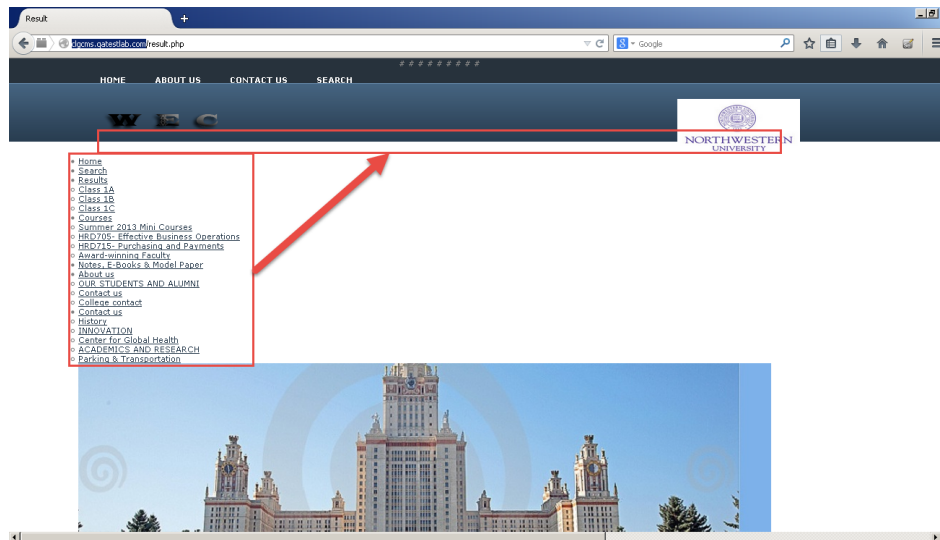 Result
+
dgcms.qatestlab.com/result.php
8 Google
# # # # # # # # #
HOME ABOUT US CONTACT US SEARCH
W E C
NORTHWESTERN
UNIVERSITY
Home
Search
Results
Class 1A
Class 1B
Class 1C
Courses
Summer 2013 Mini Courses
HRD705- Effective Business Operations
HRD715- Purchasing and Payments
Award-winning Faculty
Notes, E-Books & Model Paper
About us
OUR STUDENTS AND ALUMNI
Contact us
College contact
Contact us
History
INNOVATION
Center for Global Health
ACADEMICS AND RESEARCH
Parking & Transportation